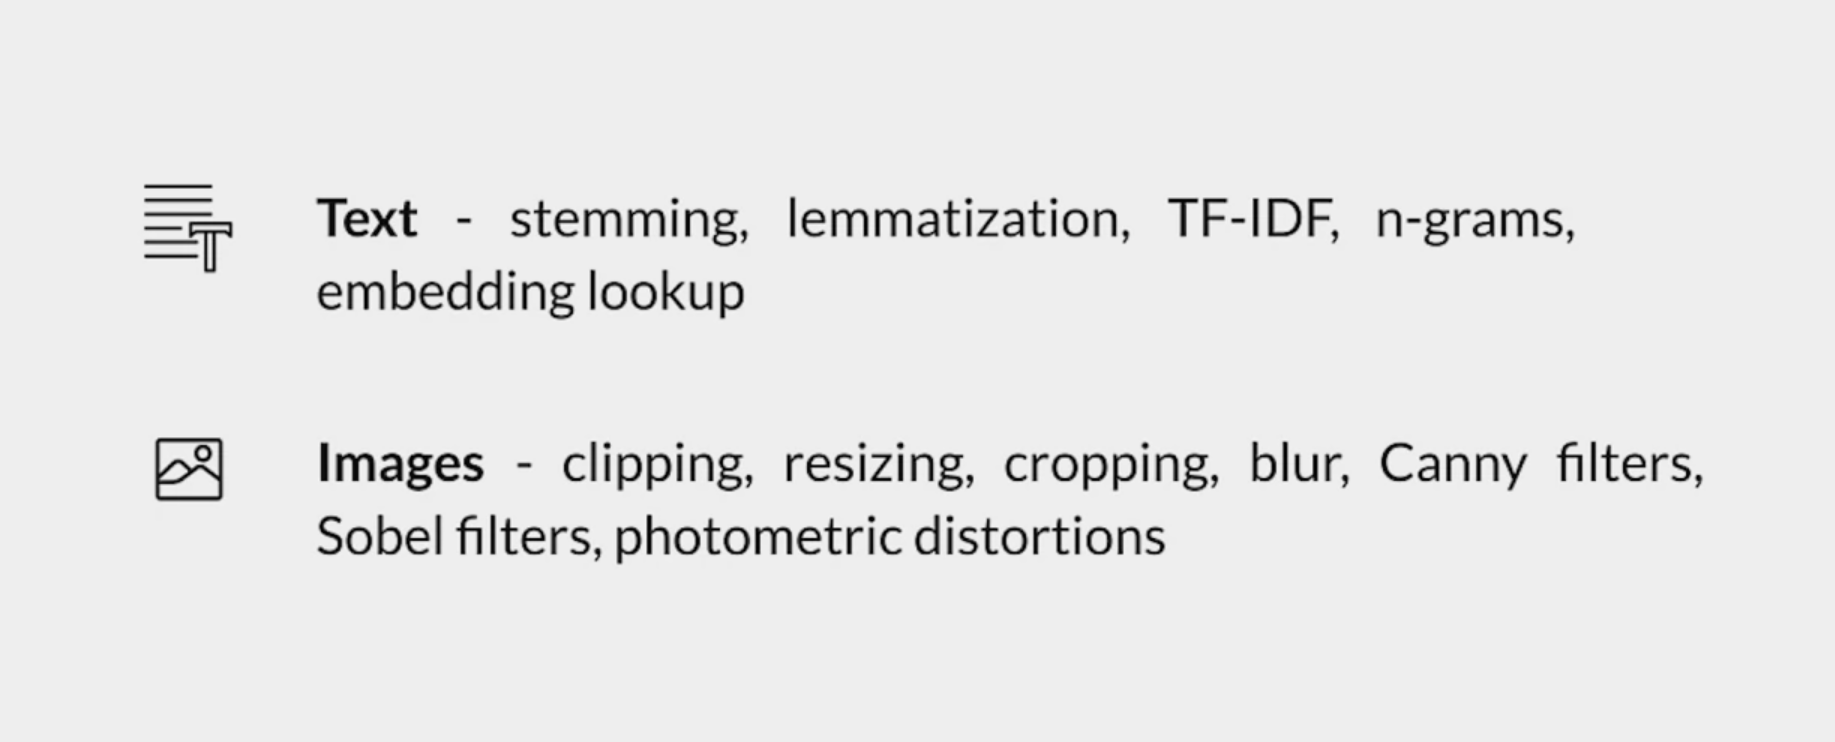 Text - stemming, lemmatization, TF-IDF, n-grams,
embedding lookup
Images - clipping, resizing, cropping, blur, Canny filters,
Sobel filters, photometric distortions